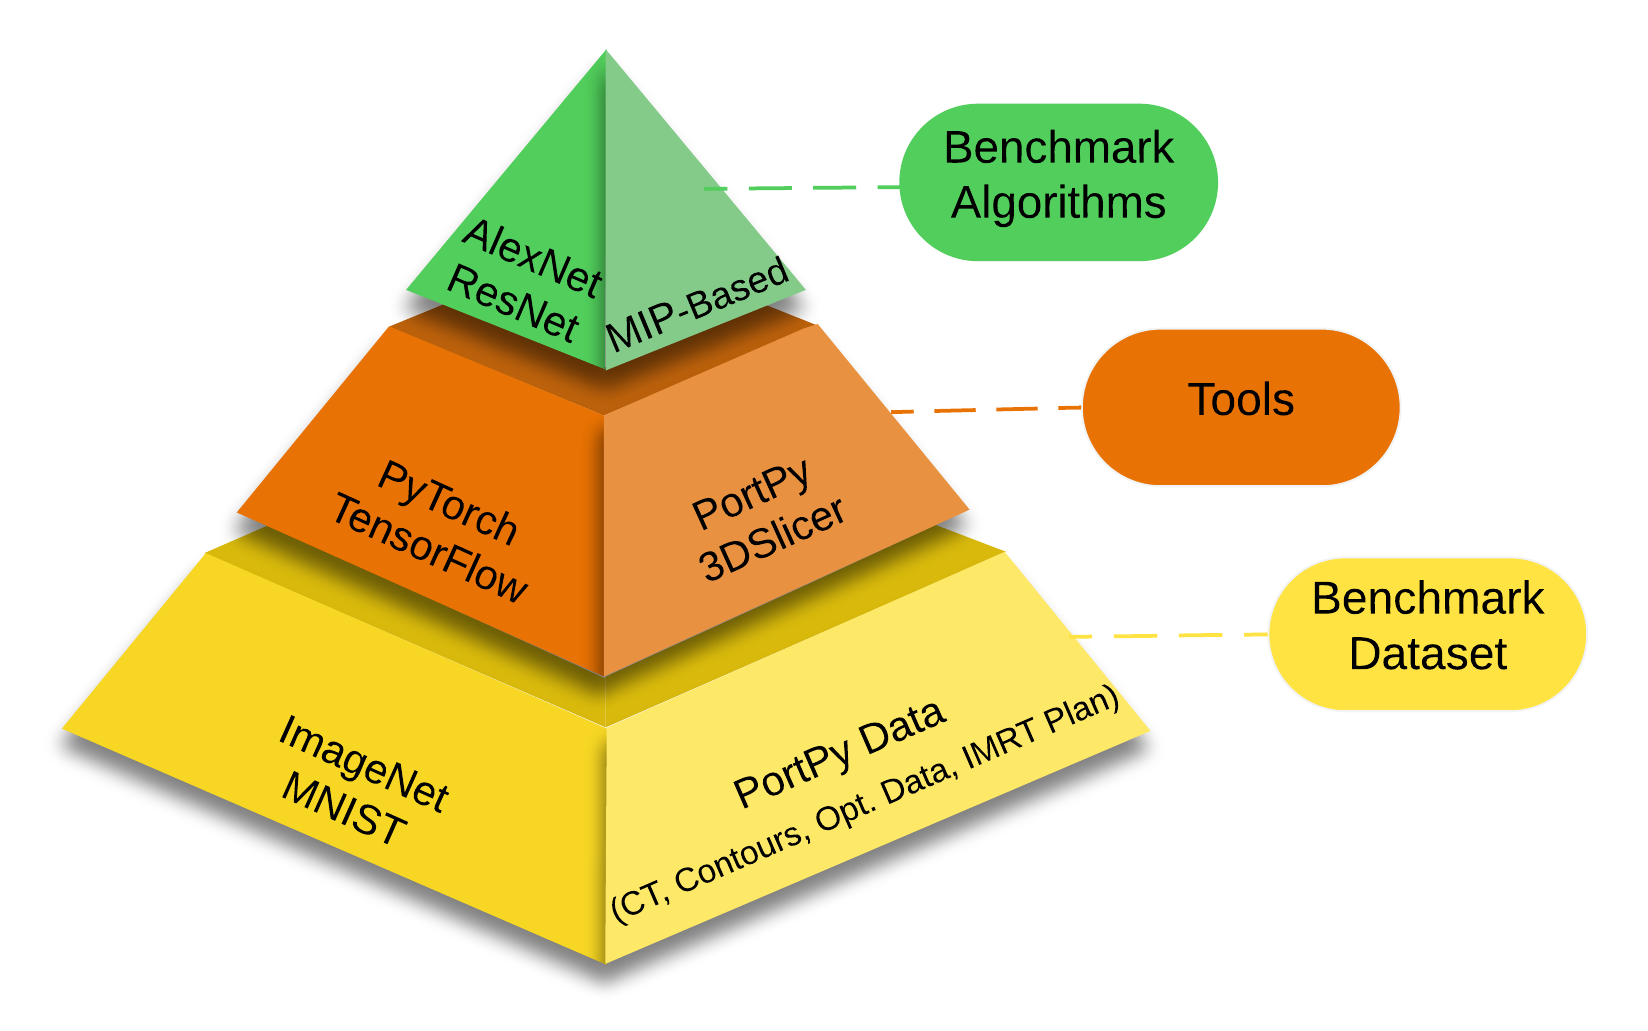 AlexNet
ResNet
MIP-Based
Benchmark
Algorithms
PyTorch
TensorFlow
PortPy
3DSlicer
Tools
ImageNet
MNIST
PortPy Data
(CT, Contours, Opt. Data, IMRT Plan)
Benchmark
Dataset